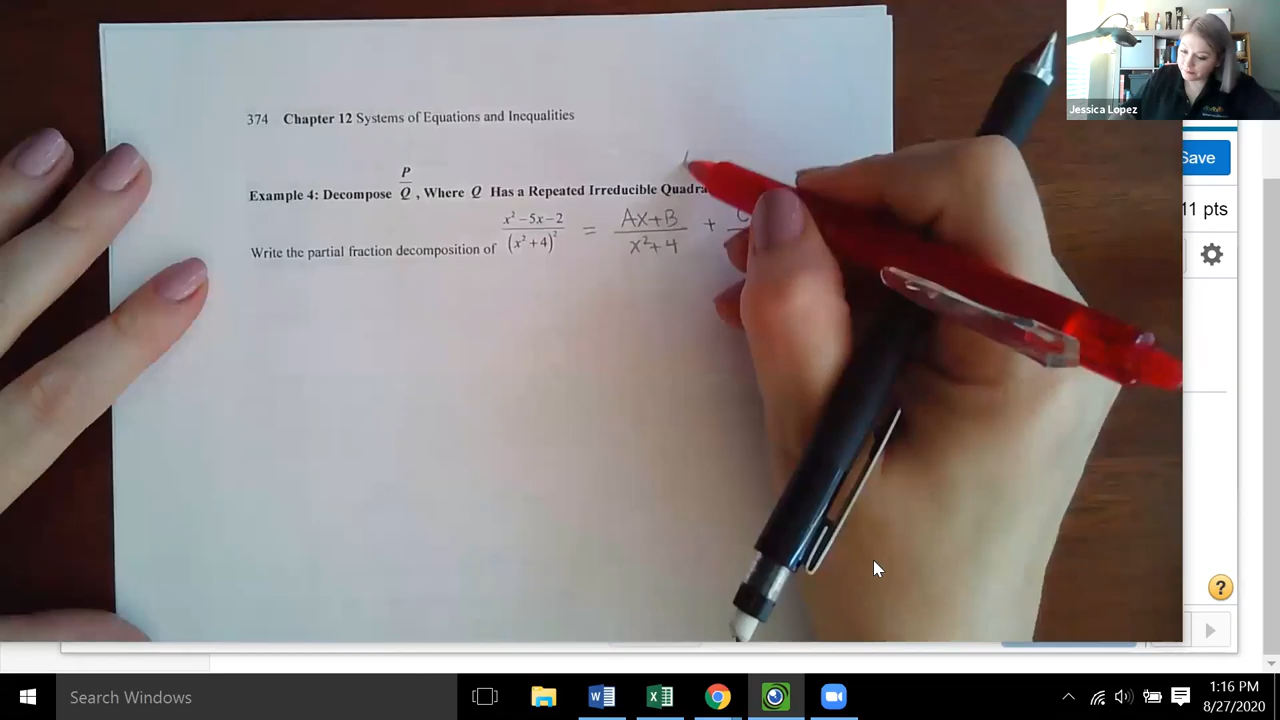 Jessica Lopez
374 Chapter 12 Systems of Equations and Inequalities
Example 4: Decompose P/Q, Where Q Has a Repeated Irreducible
Write the partial fraction decomposition of (x²−5x−2)/(x²+4)² = (Ax+B)/(x²+4) +
Save
11 pts
?
Search Windows
1:16 PM
8/27/2020